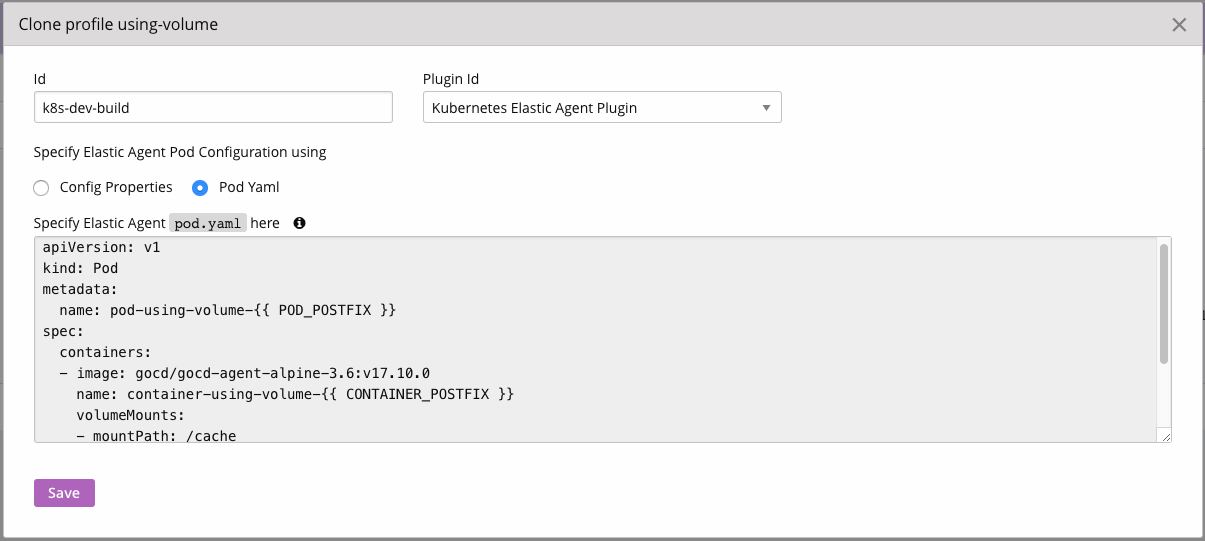 Clone profile using-volume
Id
Plugin Id
k8s-dev-build
Kubernetes Elastic Agent Plugin
Specify Elastic Agent Pod Configuration using
Config Properties
Pod Yaml
Specify Elastic Agent pod.yaml here
apiVersion: v1
kind: Pod
metadata:
  name: pod-using-volume-{{ POD_POSTFIX }}
spec:
  containers:
  - image: gocd/gocd-agent-alpine-3.6:v17.10.0
    name: container-using-volume-{{ CONTAINER_POSTFIX }}
    volumeMounts:
    - mountPath: /cache
Save